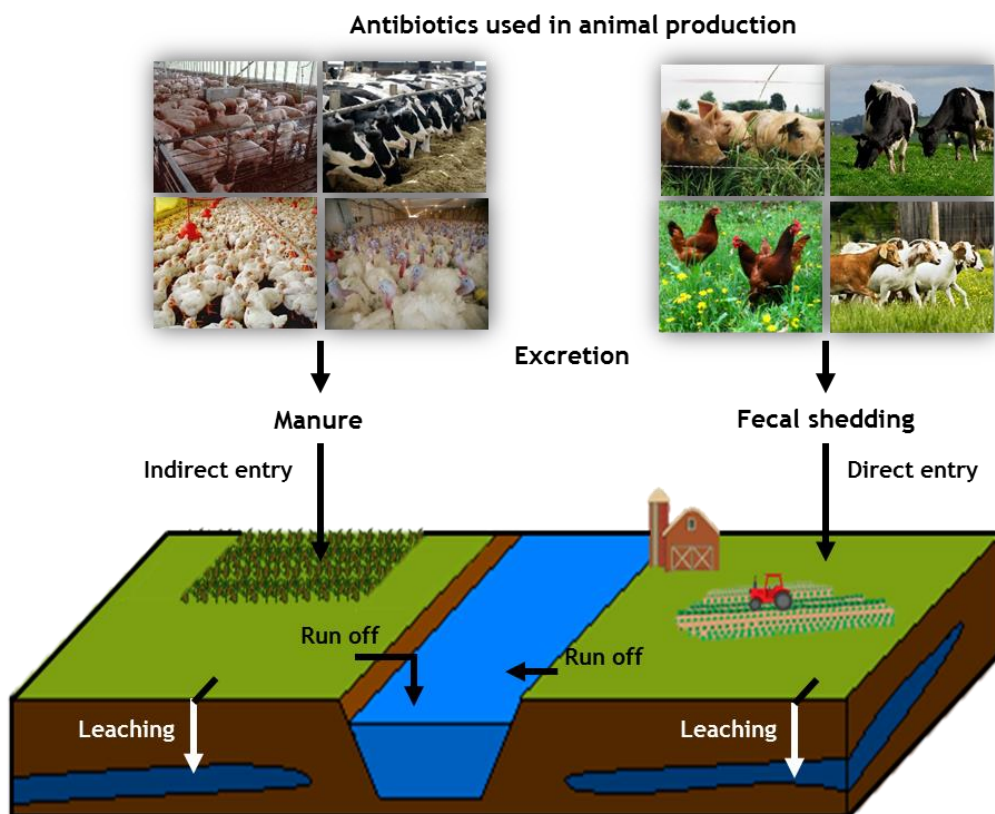 Antibiotics used in animal production
Excretion
Manure
Fecal shedding
Indirect entry
Direct entry
Run off
Run off
Leaching
Leaching